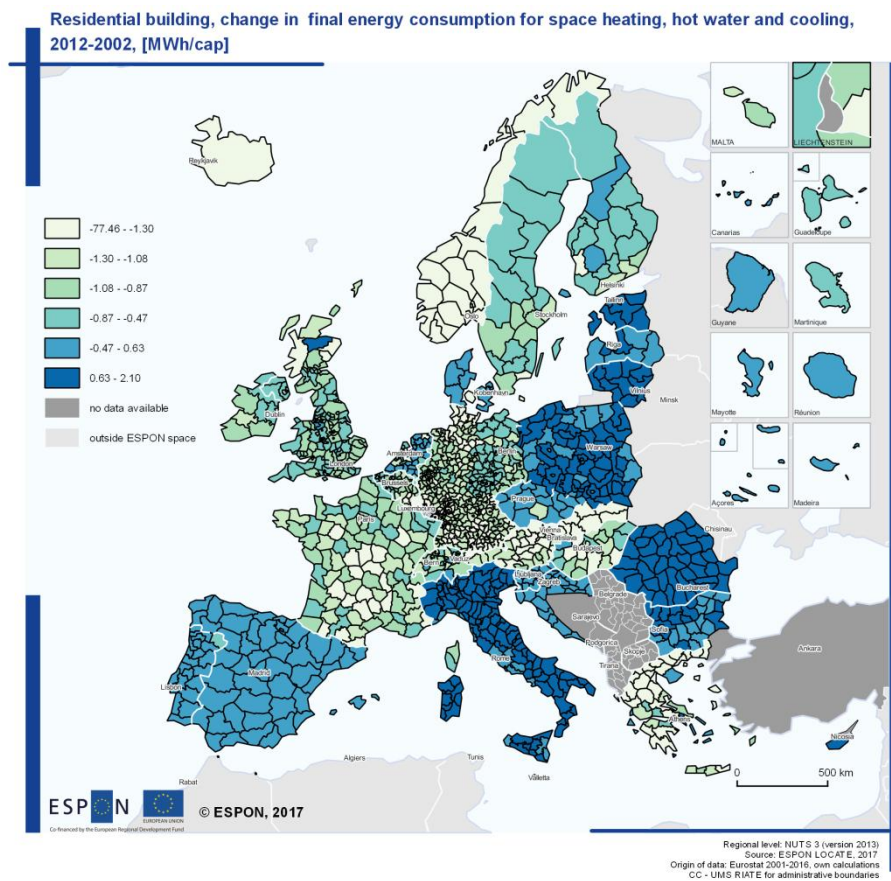 Residential building, change in final energy consumption for space heating, hot water and cooling,
2012-2002, [MWh/cap]
Reykjavik
MALTA
LIECHTENSTEIN
Canarias
Guadeloupe
Guyane
Martinique
Mayotte
Réunion
Açores
Madeira
-77.46 - -1.30
-1.30 - -1.08
-1.08 - -0.87
-0.87 - -0.47
-0.47 - 0.63
0.63 - 2.10
no data available
outside ESPON space
Oslo
Helsinki
Tallinn
Stockholm
Riga
København
Vilnius
Minsk
Dublin
London
Amsterdam
Berlin
Warsaw
Brussels
Luxembourg
Prague
Paris
Vienna
Bratislava
Budapest
Chisinau
Bern
Vaduz
Ljubljana
Zagreb
Belgrade
Bucharest
Sarajevo
Podgorica
Sofia
Skopje
Tirana
Rome
Madrid
Lisbon
Ankara
Athens
Nicosia
Algiers
Tunis
Rabat
Valletta
0 500 km
ESPON
EUROPEAN UNION
Co-financed by the European Regional Development Fund
© ESPON, 2017
Regional level: NUTS 3 (version 2013)
Source: ESPON LOCATE, 2017
Origin of data: Eurostat 2001-2016, own calculations
CC - UMS RIATE for administrative boundaries